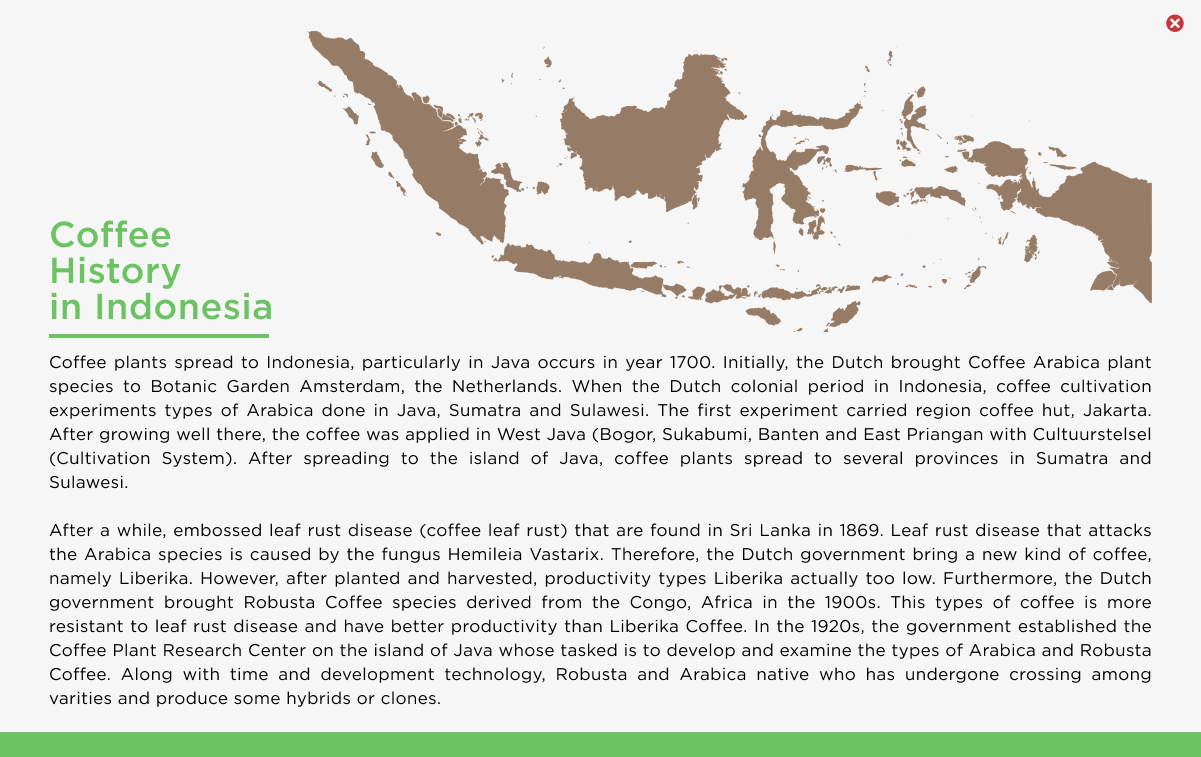 Coffee
History
in Indonesia
Coffee plants spread to Indonesia, particularly in Java occurs in year 1700. Initially, the Dutch brought Coffee Arabica plant
species to Botanic Garden Amsterdam, the Netherlands. When the Dutch colonial period in Indonesia, coffee cultivation
experiments types of Arabica done in Java, Sumatra and Sulawesi. The first experiment carried region coffee hut, Jakarta.
After growing well there, the coffee was applied in West Java (Bogor, Sukabumi, Banten and East Priangan with Cultuurstelsel
(Cultivation System). After spreading to the island of Java, coffee plants spread to several provinces in Sumatra and
Sulawesi.
After a while, embossed leaf rust disease (coffee leaf rust) that are found in Sri Lanka in 1869. Leaf rust disease that attacks
the Arabica species is caused by the fungus Hemileia Vastarix. Therefore, the Dutch government bring a new kind of coffee,
namely Liberika. However, after planted and harvested, productivity types Liberika actually too low. Furthermore, the Dutch
government brought Robusta Coffee species derived from the Congo, Africa in the 1900s. This types of coffee is more
resistant to leaf rust disease and have better productivity than Liberika Coffee. In the 1920s, the government established the
Coffee Plant Research Center on the island of Java whose tasked is to develop and examine the types of Arabica and Robusta
Coffee. Along with time and development technology, Robusta and Arabica native who has undergone crossing among
varities and produce some hybrids or clones.